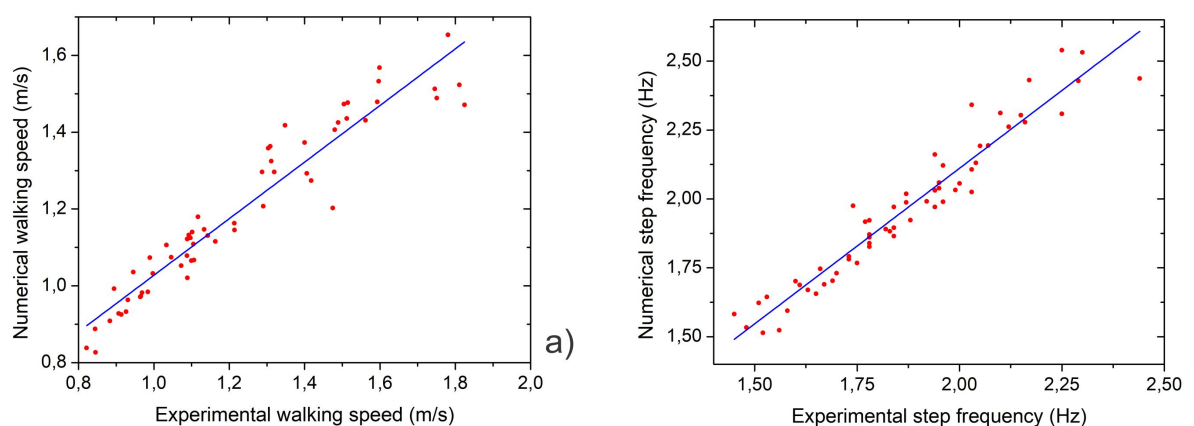 Numerical walking speed (m/s)
1,6
1,4
1,2
1,0
0,8
0,8 1,0 1,2 1,4 1,6 1,8 2,0
Experimental walking speed (m/s)
a)
Numerical step frequency (Hz)
2,50
2,25
2,00
1,75
1,50
1,50 1,75 2,00 2,25 2,50
Experimental step frequency (Hz)